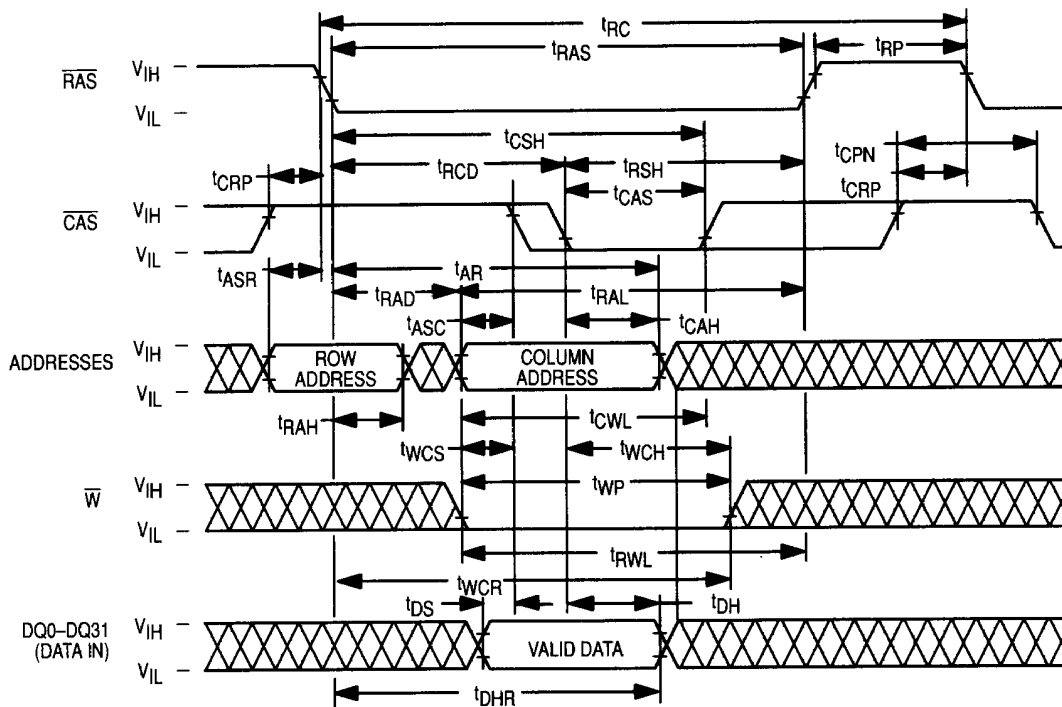 tRC
tRAS
tRP
RAS VIH
VIL
tCSH
tRCD tRSH tCPN
tCRP tCAS tCRP
CAS VIH
VIL
tASR tAR
tRAD tRAL
tASC tCAH
ADDRESSES VIH
VIL
ROW ADDRESS
COLUMN ADDRESS
tRAH tCWL
tWCS tWCH
W VIH
VIL
tWP
tRWL
tWCR
tDS tDH
DQ0–DQ31
(DATA IN)
VIH
VIL
VALID DATA
tDHR